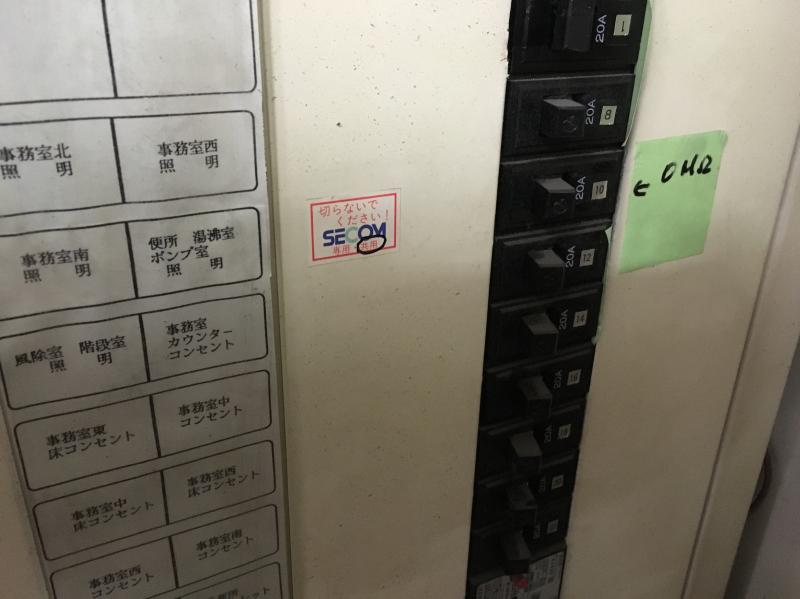 事務室北
照 明
事務室西
照 明
事務室南
照 明
便所 湯沸室
ポンプ室
照 明
風除室 階段室
照 明
事務室
カウンター
コンセント
事務室東
床コンセント
事務室中
コンセント
事務室中
床コンセント
事務室西
床コンセント
事務室西
コンセント
事務室南
コンセント
切らないで
ください!
SECOM
専用・共用
20A 1
20A 8
20A 10
20A 12
20A 14
20A 16
20A
20A
20A
← 0MΩ